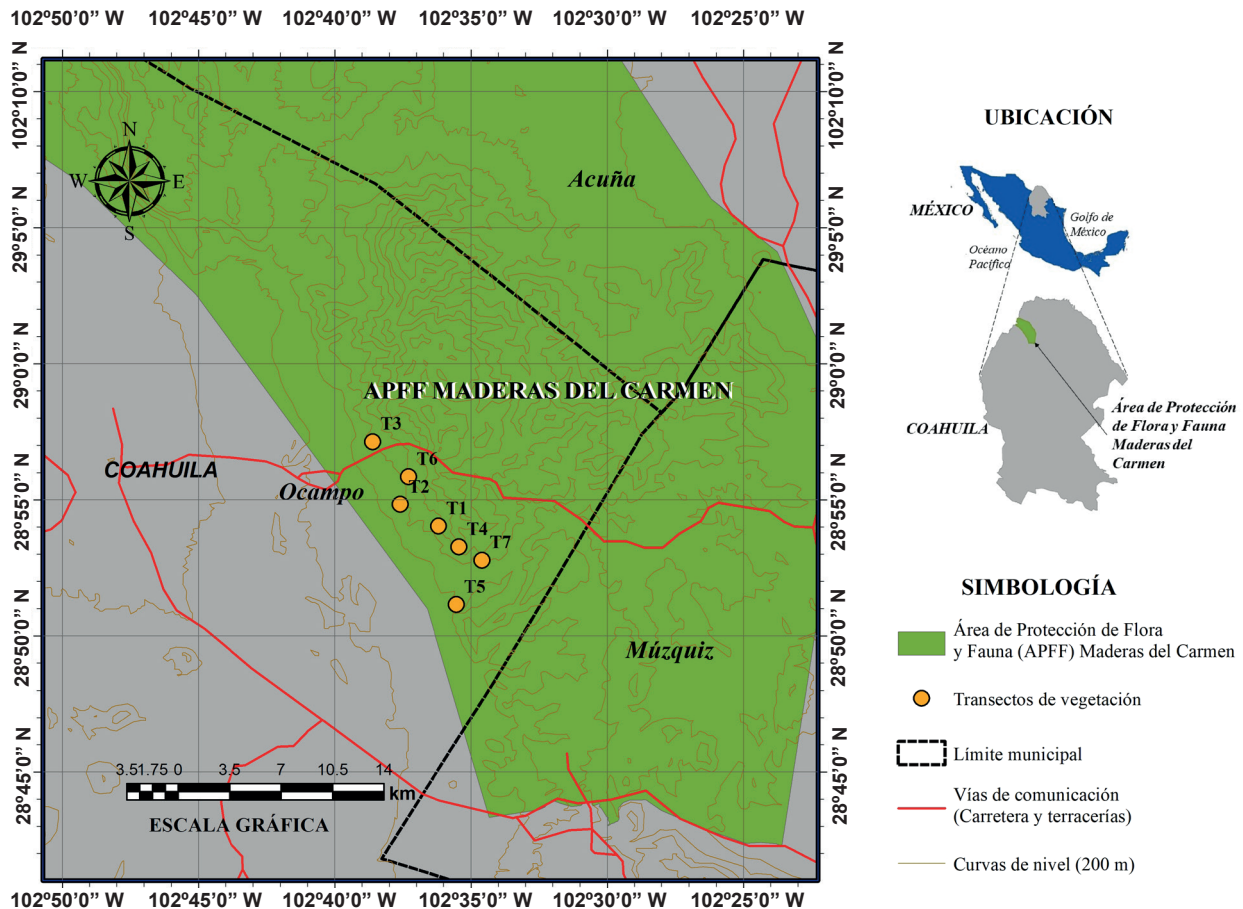 102º50'0” W 102º45'0” W 102º40'0” W 102º35'0” W 102º30'0” W 102º25'0” W
102º10'0” N
29º5'0” N
29º0'0” N
28º55'0” N
28º50'0” N
28º45'0” N
N
W E
S
Acuña
APFF MADERAS DEL CARMEN
T3
T6
COAHUILA
Ocampo
T2
T1
T4
T7
T5
Múzquiz
3.51.75 0 3.5 7 10.5 14
km
ESCALA GRÁFICA
102º10'0” N
29º5'0” N
29º0'0” N
28º55'0” N
28º50'0” N
28º45'0” N
102º50'0” W 102º45'0” W 102º40'0” W 102º35'0” W 102º30'0” W 102º25'0” W
UBICACIÓN
MÉXICO
Golfo de
México
Océano
Pacífico
COAHUILA
Área de Protección
de Flora y Fauna
Maderas del
Carmen
SIMBOLOGÍA
Área de Protección de Flora
y Fauna (APFF) Maderas del Carmen
Transectos de vegetación
Límite municipal
Vías de comunicación
(Carretera y terracerías)
Curvas de nivel (200 m)